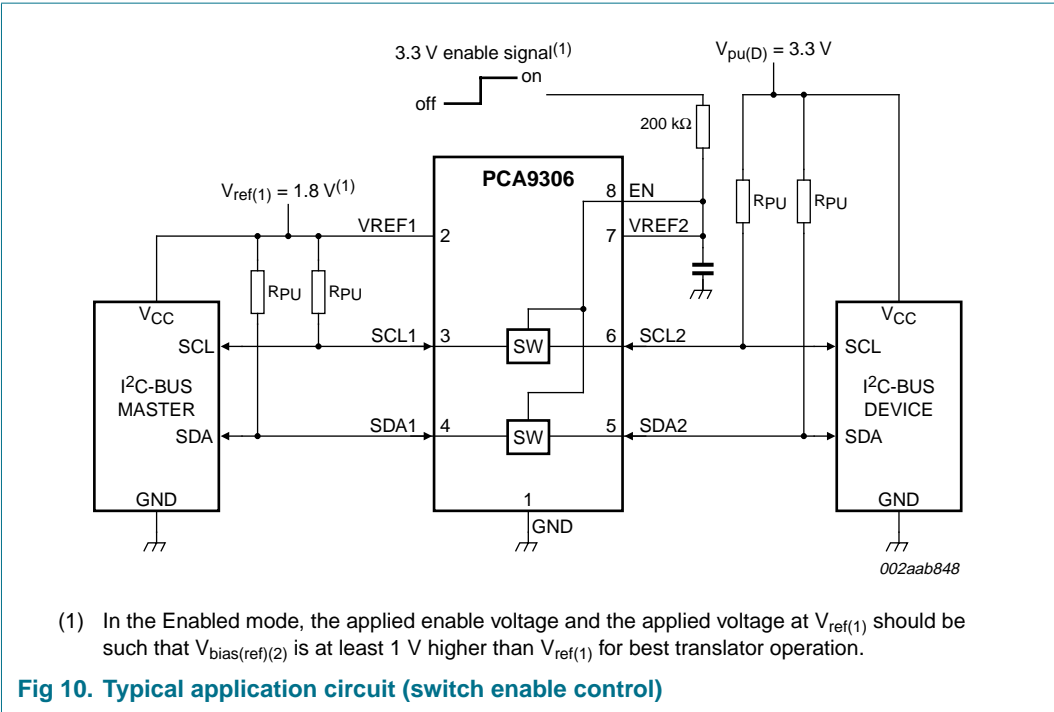 3.3 V enable signal(1)
on
off
Vpu(D) = 3.3 V
200 kΩ
PCA9306
8 EN
RPU RPU
Vref(1) = 1.8 V(1)
VREF1 2
7 VREF2
RPU RPU
VCC
VCC
SCL SCL1 3 SW 6 SCL2 SCL
I2C-BUS
MASTER
I2C-BUS
DEVICE
SDA SDA1 4 SW 5 SDA2 SDA
GND
1
GND
GND
002aab848
(1) In the Enabled mode, the applied enable voltage and the applied voltage at Vref(1) should be
such that Vbias(ref)(2) is at least 1 V higher than Vref(1) for best translator operation.
Fig 10. Typical application circuit (switch enable control)